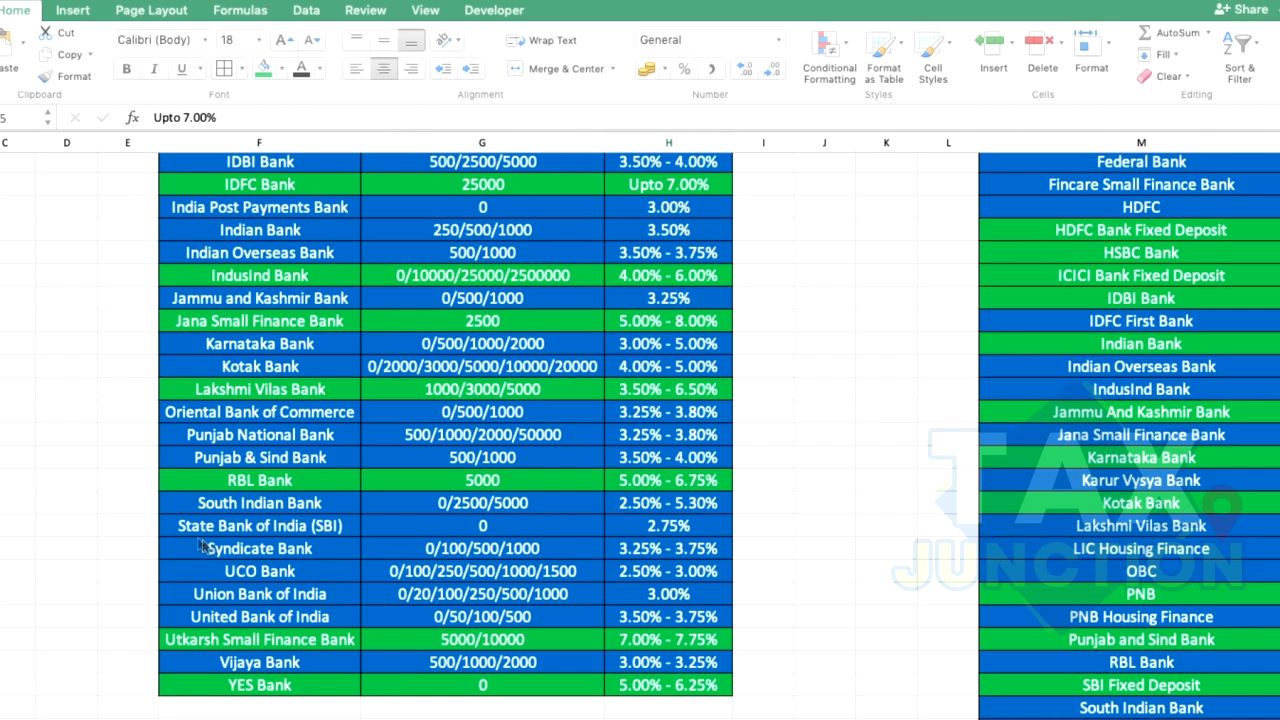 Home Insert Page Layout Formulas Data Review View Developer Share
Cut Calibri (Body) 18 A A Wrap Text General AutoSum
Copy Fill
Format B I U A Merge & Center % Conditional Formatting Format as Table Cell Styles Insert Delete Format Clear Sort & Filter
Clipboard Font Alignment Number Styles Cells Editing
5 fx Upto 7.00%
C D E F G H I J K L M
IDBI Bank 500/2500/5000 3.50% - 4.00% Federal Bank
IDFC Bank 25000 Upto 7.00% Fincare Small Finance Bank
India Post Payments Bank 0 3.00% HDFC
Indian Bank 250/500/1000 3.50% HDFC Bank Fixed Deposit
Indian Overseas Bank 500/1000 3.50% - 3.75% HSBC Bank
IndusInd Bank 0/10000/25000/2500000 4.00% - 6.00% ICICI Bank Fixed Deposit
Jammu and Kashmir Bank 0/500/1000 3.25% IDBI Bank
Jana Small Finance Bank 2500 5.00% - 8.00% IDFC First Bank
Karnataka Bank 0/500/1000/2000 3.00% - 5.00% Indian Bank
Kotak Bank 0/2000/3000/5000/10000/20000 4.00% - 5.00% Indian Overseas Bank
Lakshmi Vilas Bank 1000/3000/5000 3.50% - 6.50% IndusInd Bank
Oriental Bank of Commerce 0/500/1000 3.25% - 3.80% Jammu And Kashmir Bank
Punjab National Bank 500/1000/2000/50000 3.25% - 3.80% Jana Small Finance Bank
Punjab & Sind Bank 500/1000 3.50% - 4.00% Karnataka Bank
RBL Bank 5000 5.00% - 6.75% Karur Vysya Bank
South Indian Bank 0/2500/5000 2.50% - 5.30% Kotak Bank
State Bank of India (SBI) 0 2.75% Lakshmi Vilas Bank
Syndicate Bank 0/100/500/1000 3.25% - 3.75% LIC Housing Finance
UCO Bank 0/100/250/500/1000/1500 2.50% - 3.00% OBC
Union Bank of India 0/20/100/250/500/1000 3.00% PNB
United Bank of India 0/50/100/500 3.50% - 3.75% PNB Housing Finance
Utkarsh Small Finance Bank 5000/10000 7.00% - 7.75% Punjab and Sind Bank
Vijaya Bank 500/1000/2000 3.00% - 3.25% RBL Bank
YES Bank 0 5.00% - 6.25% SBI Fixed Deposit
South Indian Bank
TAX
JUNCTION